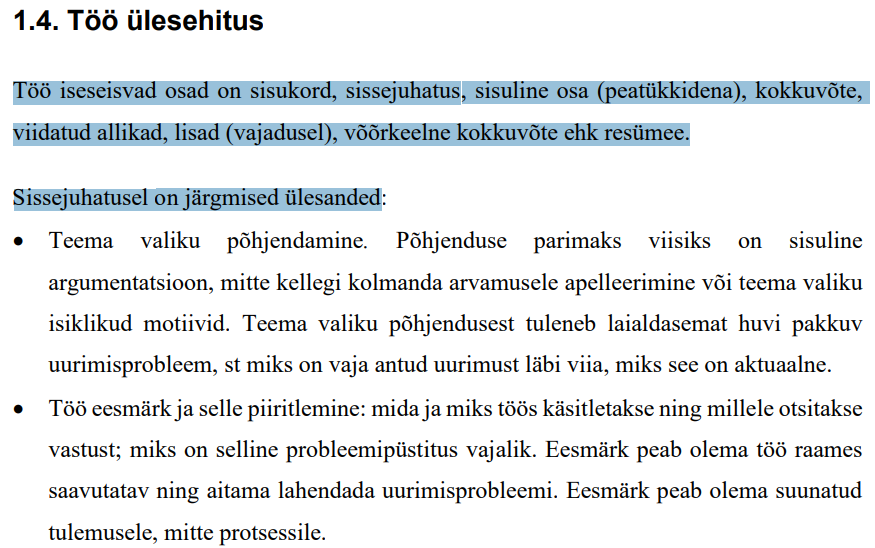 1.4. Töö ülesehitus
Töö iseseisvad osad on sisukord, sissejuhatus, sisuline osa (peatükkidena), kokkuvõte,
viidatud allikad, lisad (vajadusel), võõrkeelne kokkuvõte ehk resümee.
Sissejuhatusel on järgmised ülesanded:
• Teema valiku põhjendamine. Põhjenduse parimaks viisiks on sisuline
argumentatsioon, mitte kellegi kolmanda arvamusele apelleerimine või teema valiku
isiklikud motiivid. Teema valiku põhjendusest tuleneb laialdasemat huvi pakkuv
uurimisprobleem, st miks on vaja antud uurimust läbi viia, miks see on aktuaalne.
• Töö eesmärk ja selle piiritlemine: mida ja miks töös käsitletakse ning millele otsitakse
vastust; miks on selline probleemipüstitus vajalik. Eesmärk peab olema töö raames
saavutatav ning aitama lahendada uurimisprobleemi. Eesmärk peab olema suunatud
tulemusele, mitte protsessile.